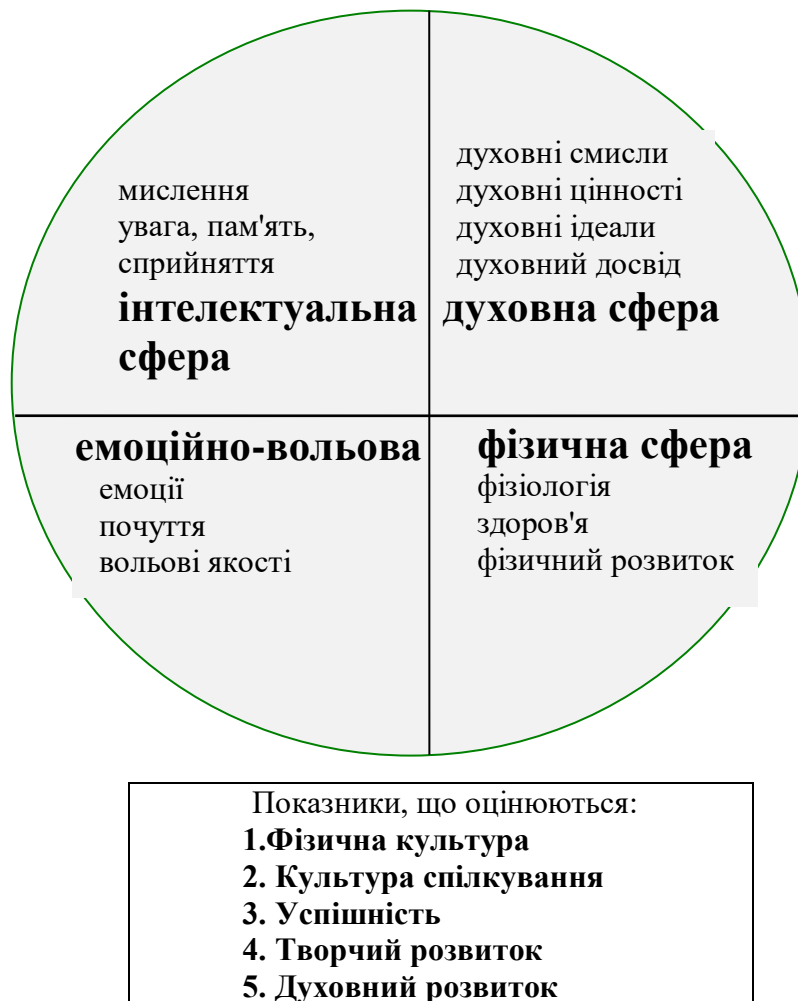 мислення
увага, пам'ять,
сприйняття
інтелектуальна
сфера
духовні смисли
духовні цінності
духовні ідеали
духовний досвід
духовна сфера
емоційно-вольова
емоції
почуття
вольові якості
фізична сфера
фізіологія
здоров'я
фізичний розвиток
Показники, що оцінюються:
1.Фізична культура
2. Культура спілкування
3. Успішність
4. Творчий розвиток
5. Духовний розвиток